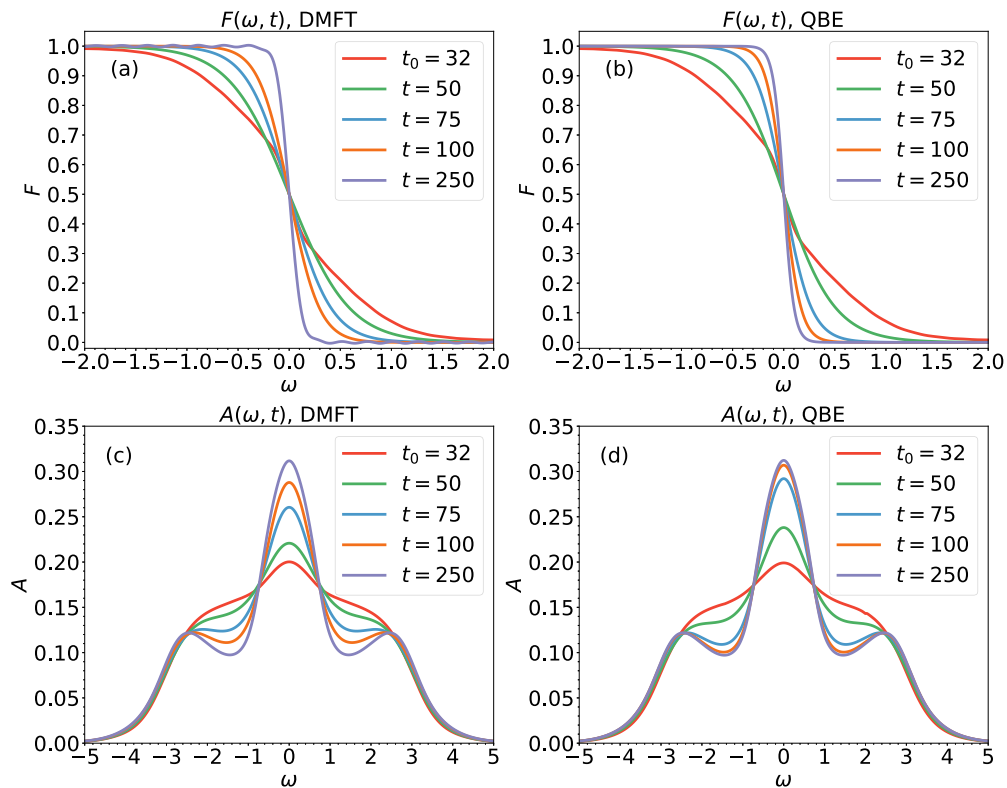 F(ω, t), DMFT
(a)
t₀ = 32
t = 50
t = 75
t = 100
t = 250
F
1.0
0.9
0.8
0.7
0.6
0.5
0.4
0.3
0.2
0.1
0.0
−2.0 −1.5 −1.0 −0.5 0.0 0.5 1.0 1.5 2.0
ω
F(ω, t), QBE
(b)
t₀ = 32
t = 50
t = 75
t = 100
t = 250
F
1.0
0.9
0.8
0.7
0.6
0.5
0.4
0.3
0.2
0.1
0.0
−2.0 −1.5 −1.0 −0.5 0.0 0.5 1.0 1.5 2.0
ω
A(ω, t), DMFT
(c)
t₀ = 32
t = 50
t = 75
t = 100
t = 250
A
0.35
0.30
0.25
0.20
0.15
0.10
0.05
0.00
−5 −4 −3 −2 −1 0 1 2 3 4 5
ω
A(ω, t), QBE
(d)
t₀ = 32
t = 50
t = 75
t = 100
t = 250
A
0.35
0.30
0.25
0.20
0.15
0.10
0.05
0.00
−5 −4 −3 −2 −1 0 1 2 3 4 5
ω